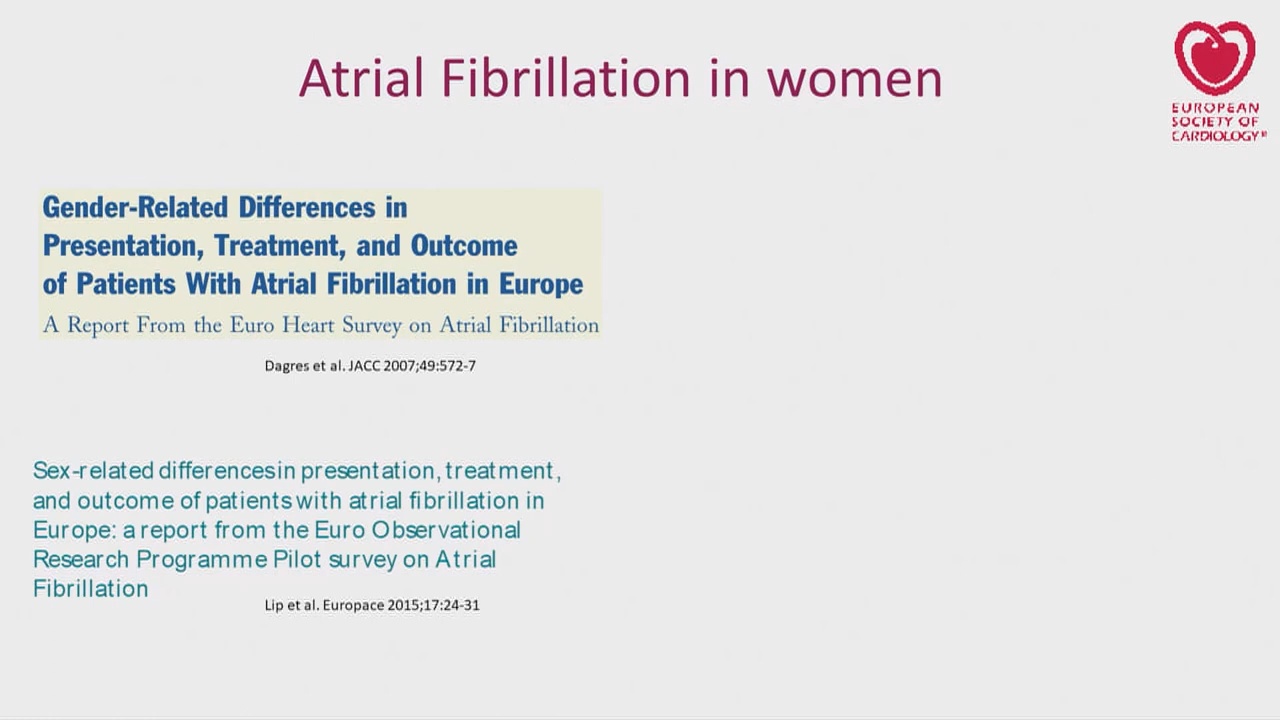 Atrial Fibrillation in women
EUROPEAN
SOCIETY OF
CARDIOLOGY®
Gender-Related Differences in
Presentation, Treatment, and Outcome
of Patients With Atrial Fibrillation in Europe
A Report From the Euro Heart Survey on Atrial Fibrillation
Dagres et al. JACC 2007;49:572-7
Sex-related differences in presentation, treatment,
and outcome of patients with atrial fibrillation in
Europe: a report from the Euro Observational
Research Programme Pilot survey on Atrial
Fibrillation
Lip et al. Europace 2015;17:24-31